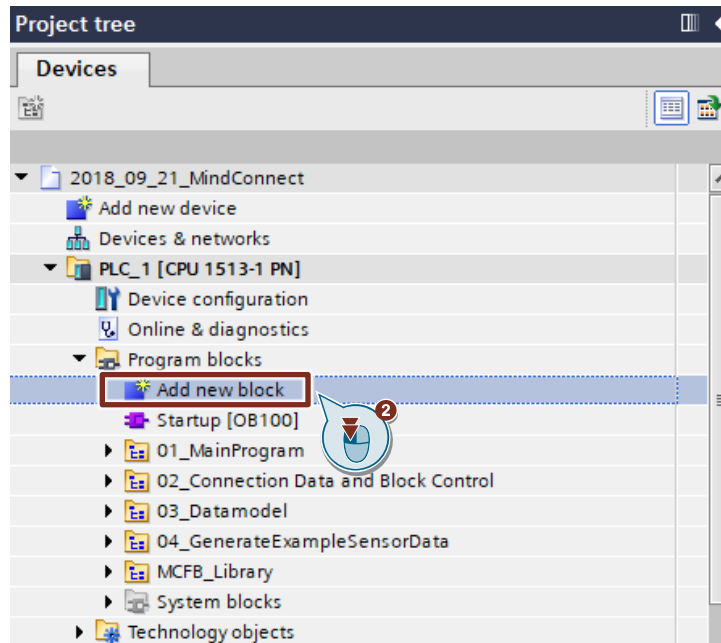 Project tree
Devices
2018_09_21_MindConnect
Add new device
Devices & networks
PLC_1 [CPU 1513-1 PN]
Device configuration
Online & diagnostics
Program blocks
Add new block
2
Startup [OB100]
01_MainProgram
02_Connection Data and Block Control
03_Datamodel
04_GenerateExampleSensorData
MCFB_Library
System blocks
Technology objects